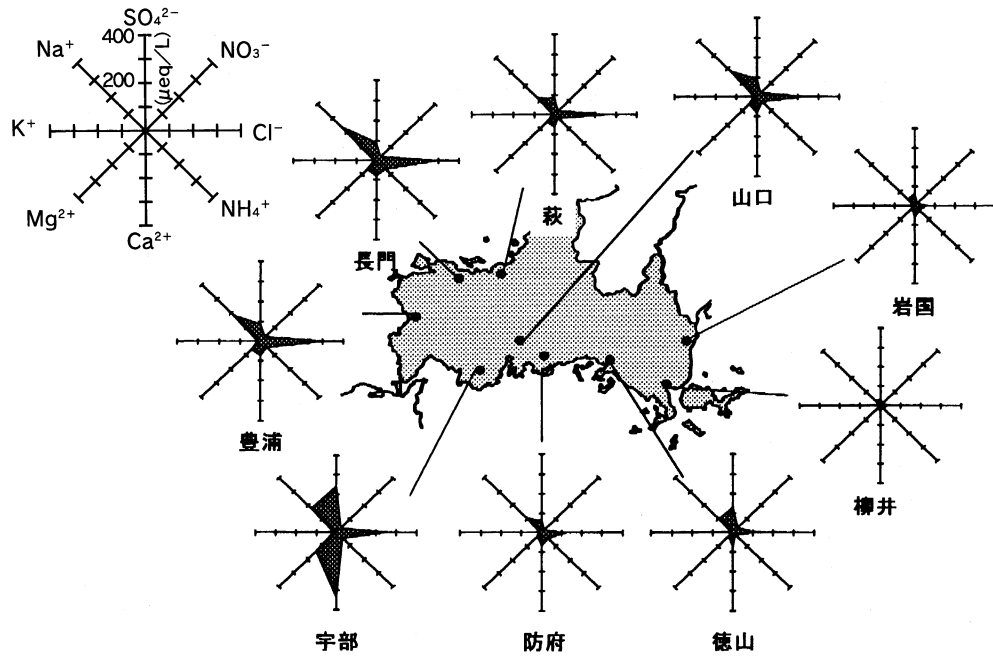 SO₄²⁻
400
Na⁺
(μeq/L)
NO₃⁻
200
K⁺
Cl⁻
Mg²⁺
NH₄⁺
Ca²⁺
萩
山口
長門
岩国
豊浦
柳井
宇部
防府
徳山